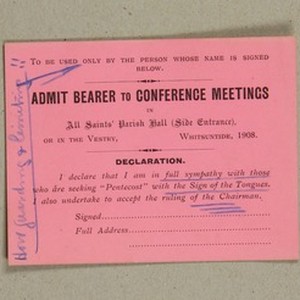 TO BE USED ONLY BY THE PERSON WHOSE NAME IS SIGNED
BELOW.
ADMIT BEARER TO CONFERENCE MEETINGS
IN
All Saints' Parish Hall (Side Entrance),
OR IN THE VESTRY, WHITSUNTIDE, 1908.
DECLARATION.
I declare that I am in full sympathy with those
who are seeking "Pentecost" with the Sign of the Tongues.
I also undertake to accept the ruling of the Chairman.
Signed
Full Address
How guarding & limiting!!